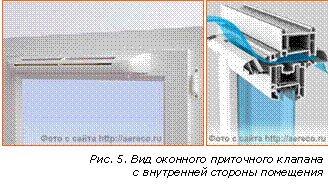 Фото с сайта http://aereco.ru
Фото с сайта http://aereco.ru
Рис. 5. Вид оконного приточного клапана
с внутренней стороны помещения